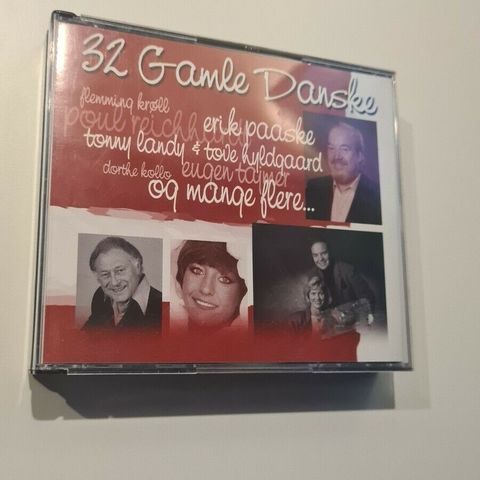 32 Gamle Danske
flemming krøll
poul reichhardt
erik paaske
tonny landy & tove hyldgaard
dorthe kollo eugen tajmer
og mange flere...